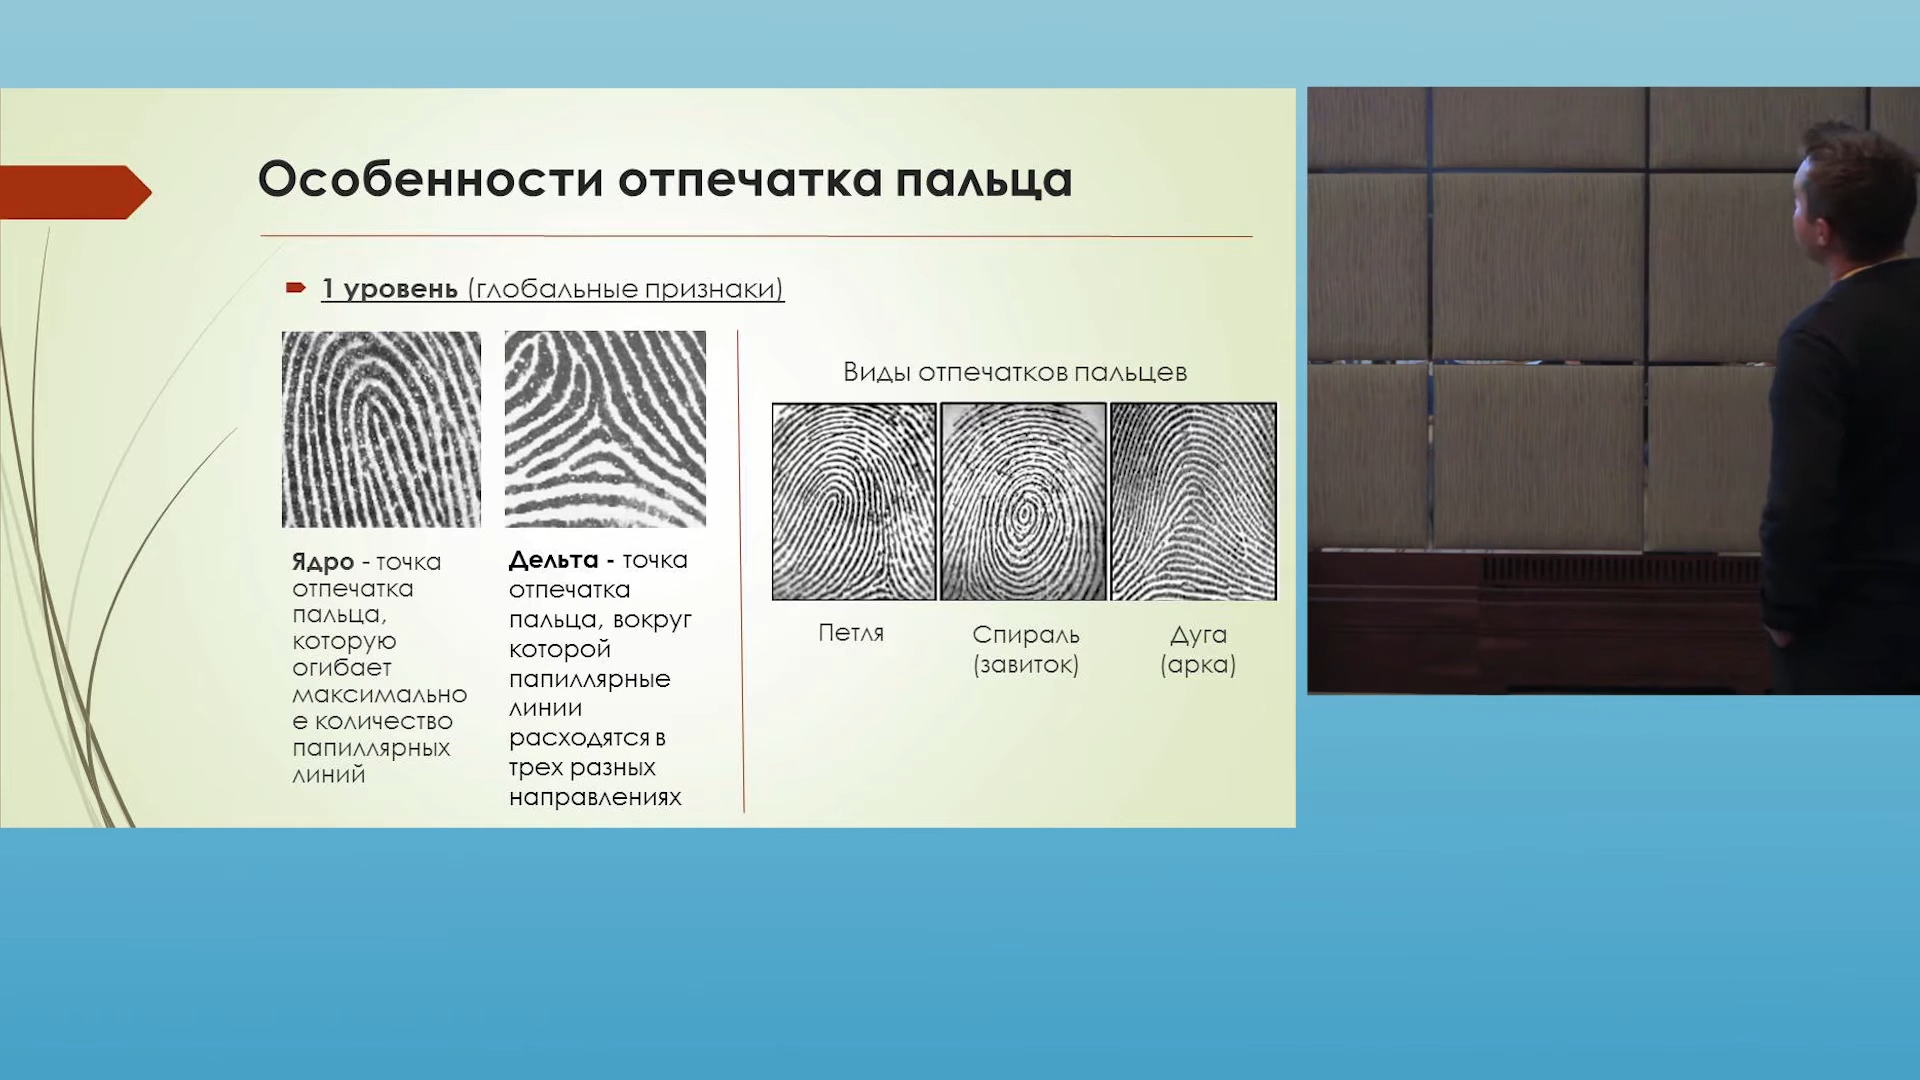 Особенности отпечатка пальца
1 уровень (глобальные признаки)
Ядро - точка
отпечатка
пальца,
которую
огибает
максимально
е количество
папиллярных
линий
Дельта - точка
отпечатка
пальца, вокруг
которой
папиллярные
линии
расходятся в
трех разных
направлениях
Виды отпечатков пальцев
Петля
Спираль
(завиток)
Дуга
(арка)